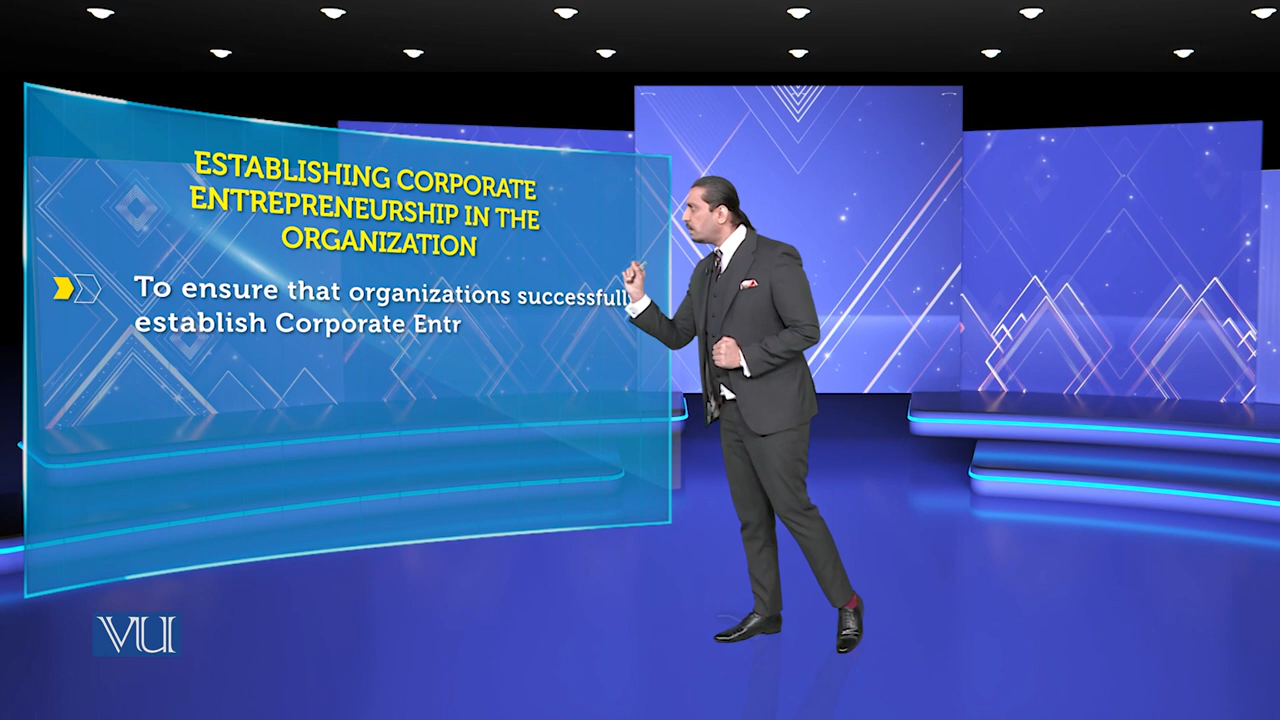 ESTABLISHING CORPORATE
ENTREPRENEURSHIP IN THE
ORGANIZATION
To ensure that organizations successfull
establish Corporate Entr
VU